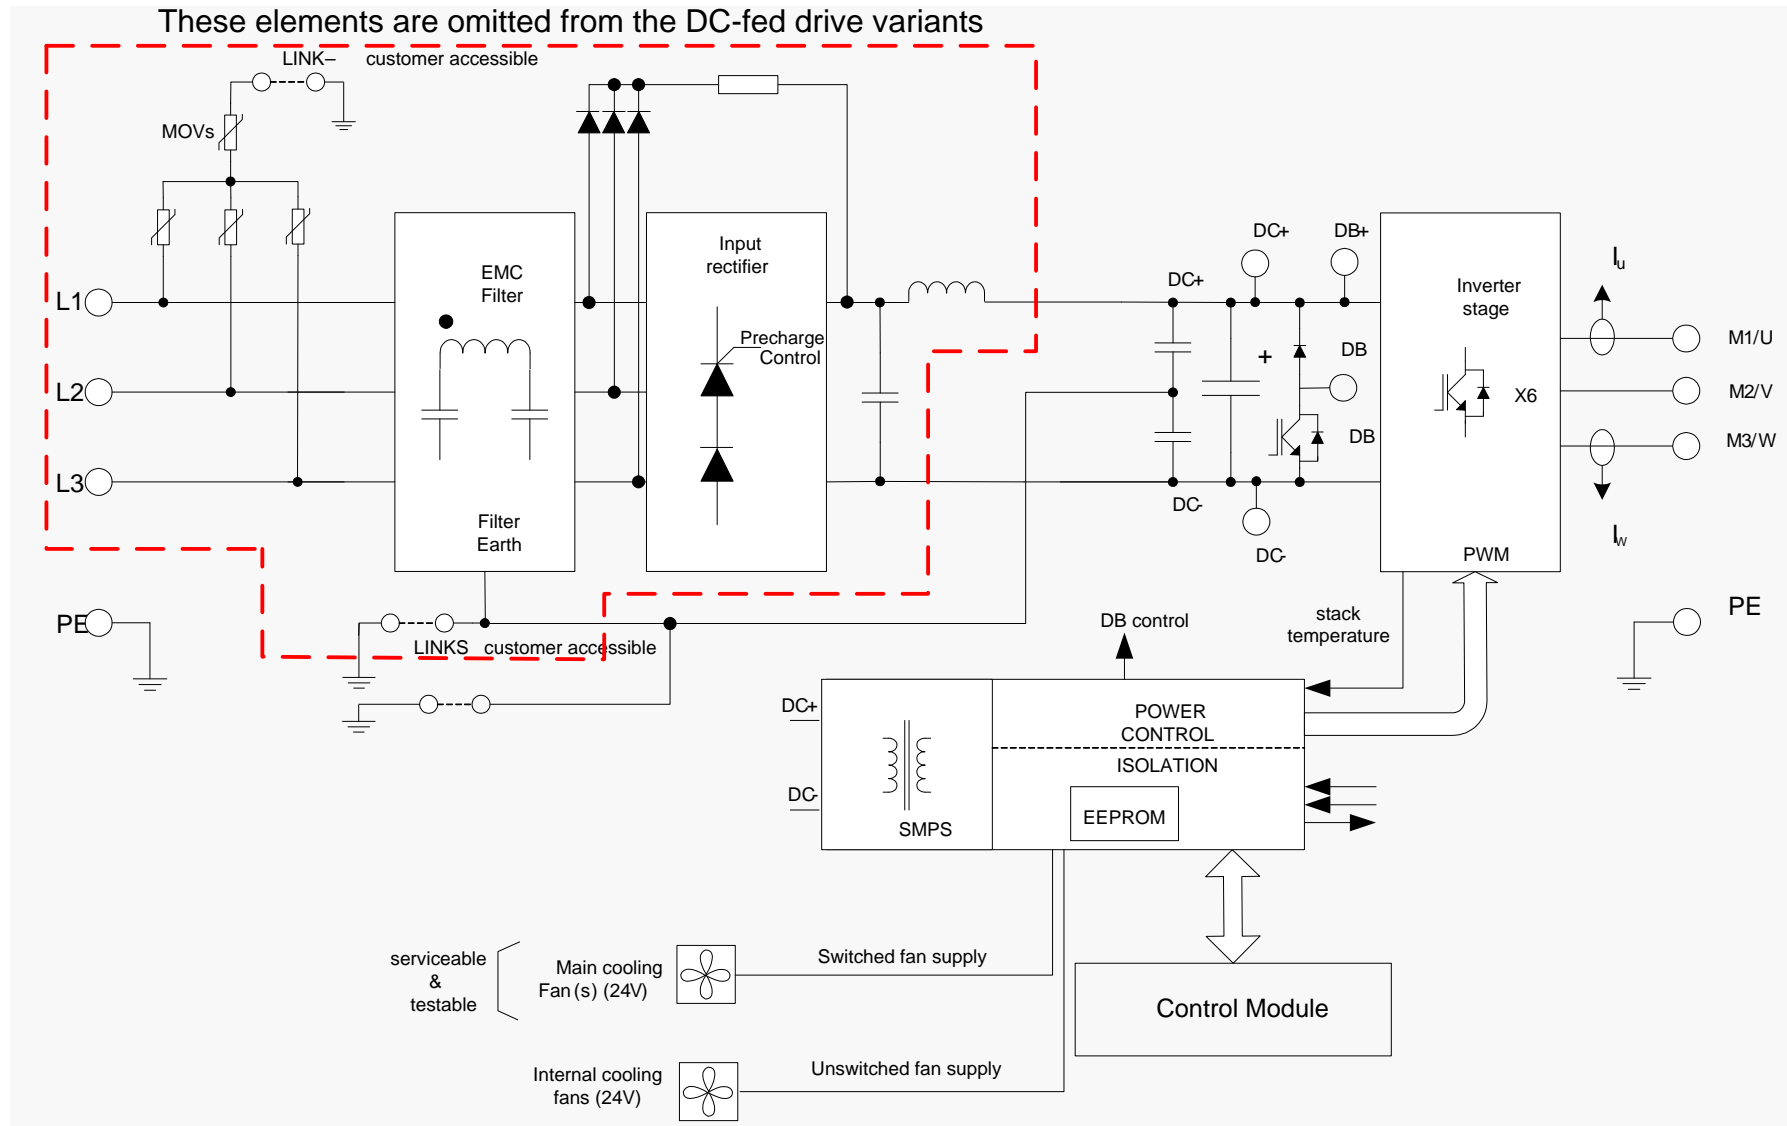 These elements are omitted from the DC-fed drive variants
LINK– customer accessible
MOVs
L1
L2
L3
PE
EMC
Filter
Filter
Earth
Input
rectifier
Precharge
Control
LINKS customer accessible
DC+
DC-
DC+
DB+
DB
DB
DC-
Inverter
stage
X6
PWM
Iu
Iw
M1/U
M2/V
M3/W
PE
stack
temperature
DB control
DC+
DC-
SMPS
POWER
CONTROL
ISOLATION
EEPROM
Control Module
serviceable
&
testable
Main cooling
Fan(s) (24V)
Switched fan supply
Internal cooling
fans (24V)
Unswitched fan supply
+